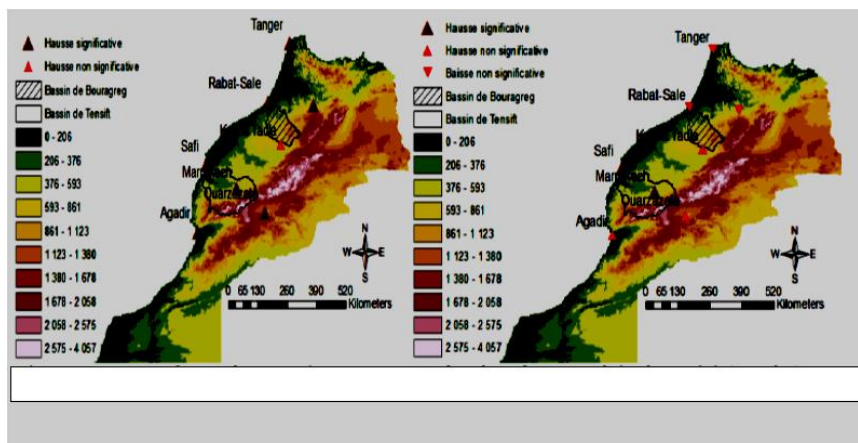 Tanger
Hausse significative
Hausse non significative
Rabat-Sale
Bassin de Bouragreg
Bassin de Tensift
0 - 206
206 - 376
Safi
376 - 593
593 - 861
Agadir
861 - 1 123
1 123 - 1 380
1 380 - 1 678
1 678 - 2 058
2 058 - 2 575
2 575 - 4 057
Ouarzazate
N
W E
S
0 65 130 260 390 520
Kilometers
Hausse significative
Hausse non significative
Baisse non significative
Tanger
Bassin de Bouragreg
Rabat-Sale
Bassin de Tensift
0 - 206
206 - 376
Safi
376 - 593
593 - 861
Agadir
861 - 1 123
1 123 - 1 380
1 380 - 1 678
1 678 - 2 058
2 058 - 2 575
2 575 - 4 057
Ouarzazate
N
W E
S
0 65 130 260 390 520
Kilometers